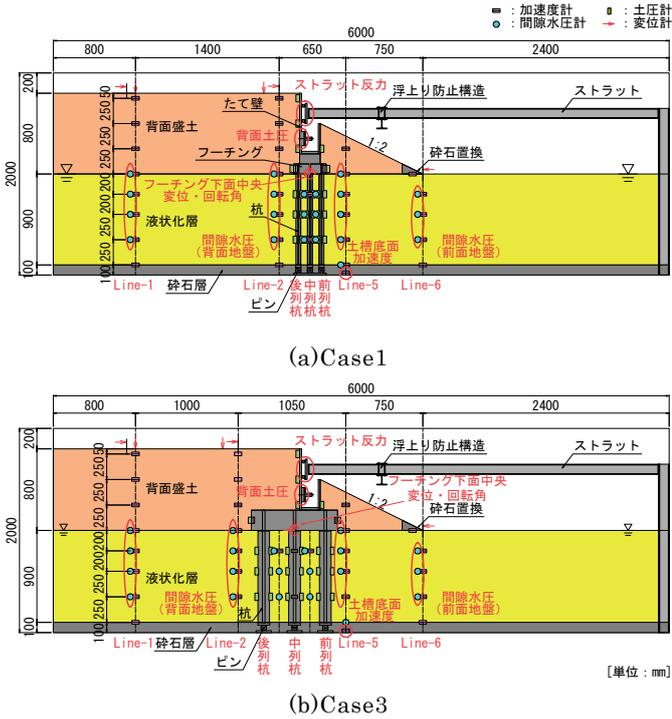 ：加速度計 ：土圧計
：間隙水圧計 ：変位計
6000
800 1400 650 750 2400
200
ストラット反力
浮上り防止構造
ストラット
たて壁
背面盛土
背面土圧
1:2
フーチング
砕石置換
800
250 50
250
250
2000
フーチング下面中央
変位・回転角
杭
液状化層
900
200 200
250
250
間隙水圧
(背面地盤)
土槽底面
加速度
間隙水圧
(前面地盤)
100
100
Line-1 砕石層 Line-2 後列杭 中列杭 前列杭 Line-5 Line-6
ピン
(a)Case1
6000
800 1000 1050 750 2400
200
ストラット反力
浮上り防止構造
ストラット
フーチング下面中央
変位・回転角
背面盛土
背面土圧
1:2
砕石置換
800
250 50
250
250
2000
液状化層
900
200 200
250
250
間隙水圧
(背面地盤)
杭
土槽底面
加速度
間隙水圧
(前面地盤)
100
100
Line-1 砕石層 Line-2 後列杭 中列杭 前列杭 Line-5 Line-6
ピン
[単位：mm]
(b)Case3